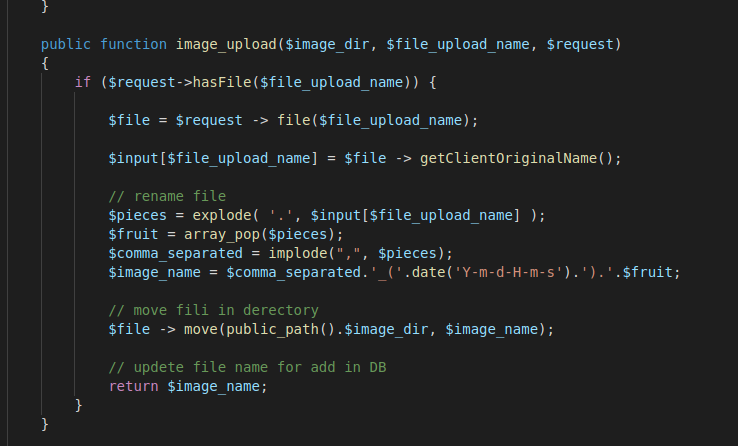 }
public function image_upload($image_dir, $file_upload_name, $request)
{
if ($request->hasFile($file_upload_name)) {
$file = $request -> file($file_upload_name);
$input[$file_upload_name] = $file -> getClientOriginalName();
// rename file
$pieces = explode( '.', $input[$file_upload_name] );
$fruit = array_pop($pieces);
$comma_separated = implode(",", $pieces);
$image_name = $comma_separated.'_('.date('Y-m-d-H-m-s').').'.$fruit;
// move fili in derectory
$file -> move(public_path().$image_dir, $image_name);
// updete file name for add in DB
return $image_name;
}
}